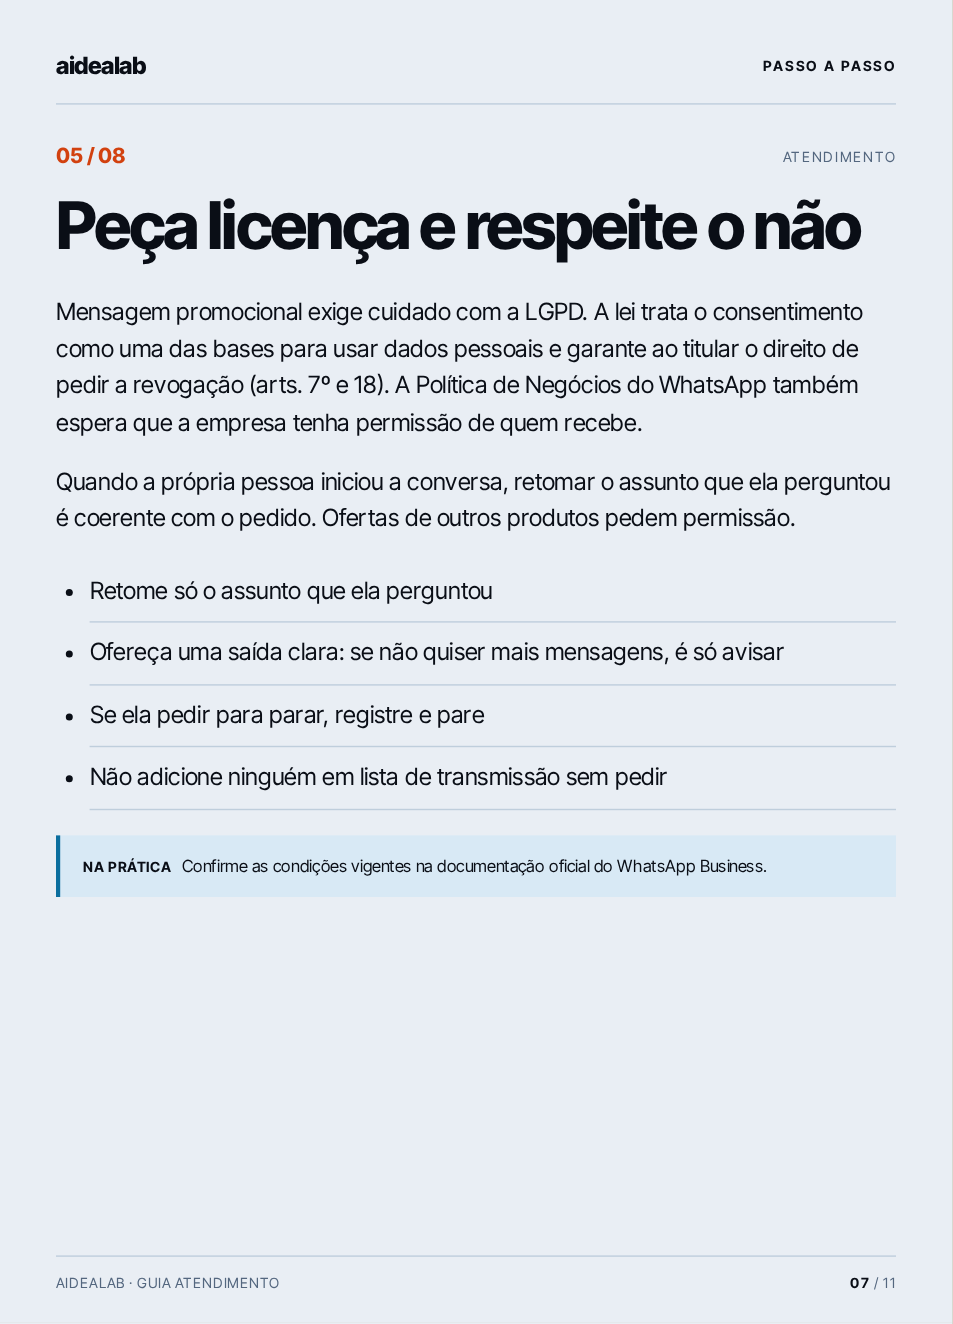 aidealab
PASSO A PASSO
05 / 08
ATENDIMENTO
Peça licença e respeite o não
Mensagem promocional exige cuidado com a LGPD. A lei trata o consentimento
como uma das bases para usar dados pessoais e garante ao titular o direito de
pedir a revogação (arts. 7º e 18). A Política de Negócios do WhatsApp também
espera que a empresa tenha permissão de quem recebe.
Quando a própria pessoa iniciou a conversa, retomar o assunto que ela perguntou
é coerente com o pedido. Ofertas de outros produtos pedem permissão.
• Retome só o assunto que ela perguntou
• Ofereça uma saída clara: se não quiser mais mensagens, é só avisar
• Se ela pedir para parar, registre e pare
• Não adicione ninguém em lista de transmissão sem pedir
NA PRÁTICA Confirme as condições vigentes na documentação oficial do WhatsApp Business.
AIDEALAB · GUIA ATENDIMENTO
07 / 11